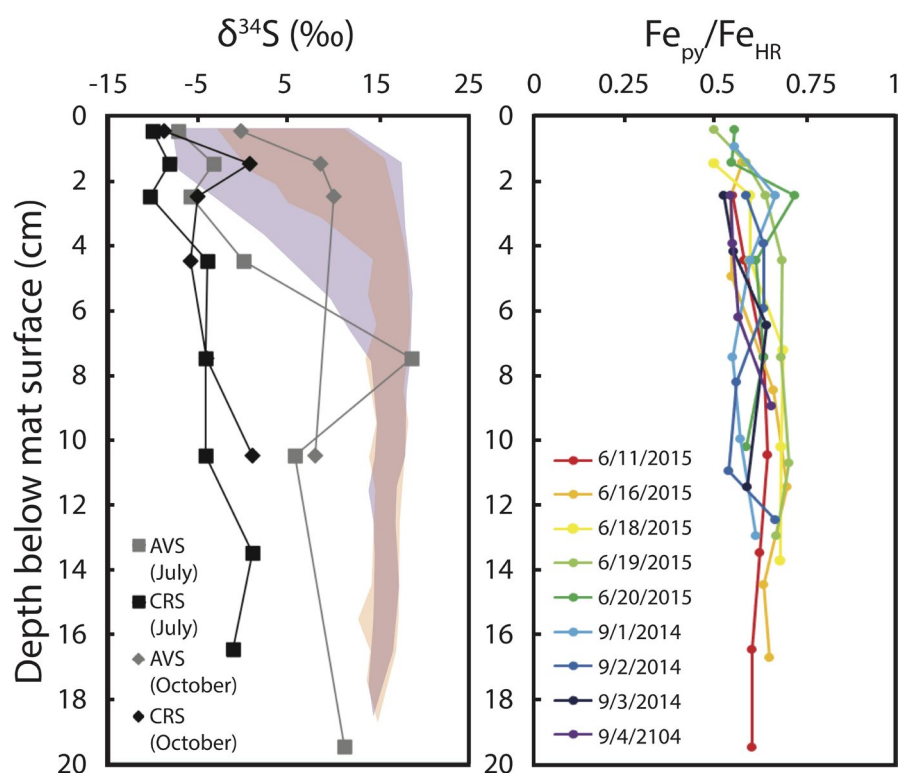 δ³⁴S (‰)
Fe_py/Fe_HR
-15 -5 5 15 25
0 0.25 0.5 0.75 1
Depth below mat surface (cm)
0
2
4
6
8
10
12
14
16
18
20
AVS
(July)
CRS
(July)
AVS
(October)
CRS
(October)
0
2
4
6
8
10
12
14
16
18
20
6/11/2015
6/16/2015
6/18/2015
6/19/2015
6/20/2015
9/1/2014
9/2/2014
9/3/2014
9/4/2104